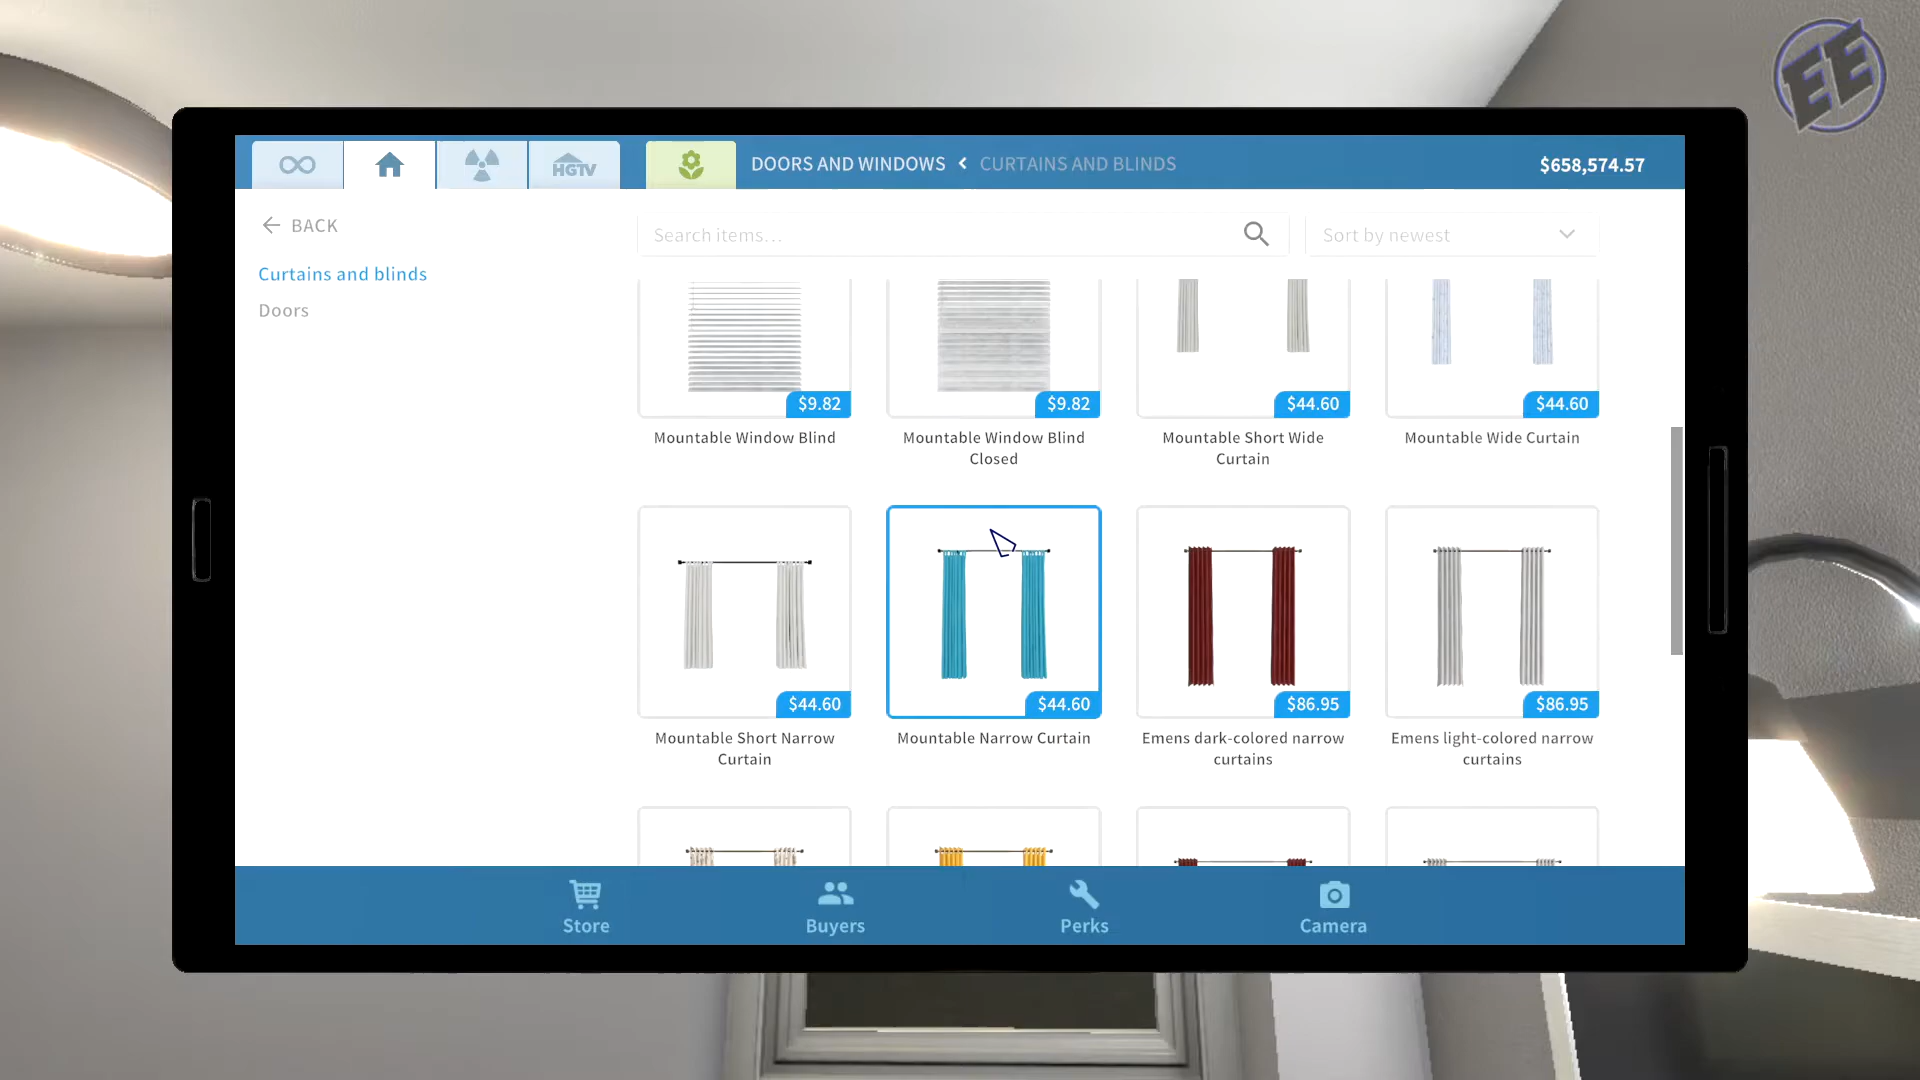 EE
HGTV
DOORS AND WINDOWS
CURTAINS AND BLINDS
$658,574.57
BACK
Search items...
Sort by newest
Curtains and blinds
Doors
$9.82
$9.82
$44.60
$44.60
Mountable Window Blind
Mountable Window Blind
Closed
Mountable Short Wide
Curtain
Mountable Wide Curtain
$44.60
$44.60
$86.95
$86.95
Mountable Short Narrow
Curtain
Mountable Narrow Curtain
Emens dark-colored narrow
curtains
Emens light-colored narrow
curtains
Store
Buyers
Perks
Camera